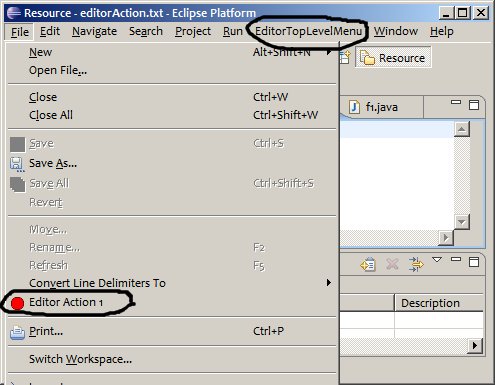 Resource - editorAction.txt - Eclipse Platform
File Edit Navigate Search Project Run EditorTopLevelMenu Window Help
New Alt+Shift+N
Resource
Open File...
Close Ctrl+W
f1.java
Close All Ctrl+Shift+W
Save Ctrl+S
Save As...
Save All Ctrl+Shift+S
Revert
Move...
Rename... F2
Refresh F5
Convert Line Delimiters To
Editor Action 1
Description
Print... Ctrl+P
Switch Workspace...